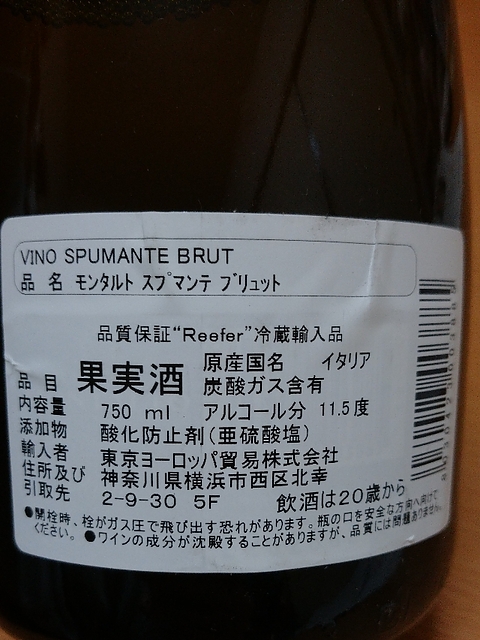 VINO SPUMANTE BRUT
品 名 モンタルト スプマンテ ブリュット
品質保証“Reefer”冷蔵輸入品
原産国名 イタリア
品 目 果実酒 炭酸ガス含有
内容量 750 ml アルコール分 11.5度
添加物 酸化防止剤(亜硫酸塩)
輸入者 東京ヨーロッパ貿易株式会社
住所及び 神奈川県横浜市西区北幸
引取先 2-9-30 5F 飲酒は20歳から
●開栓時、栓がガス圧で飛び出す恐れがあります。瓶の口を安全な方向へ向けて
ください。 ●ワインの成分が沈殿することがありますが、品質には問題ありません。